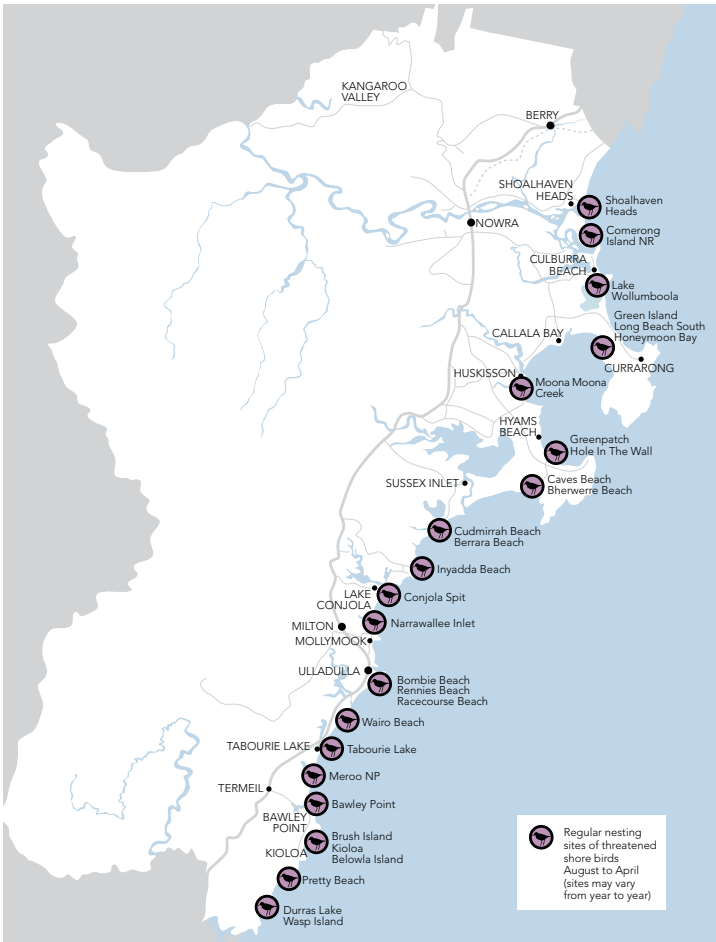 KANGAROO
VALLEY
BERRY
SHOALHAVEN
HEADS
Shoalhaven
Heads
NOWRA
Comerong
Island NR
CULBURRA
BEACH
Lake
Wollumboola
Green Island
Long Beach South
Honeymoon Bay
CALLALA BAY
CURRARONG
HUSKISSON
Moona Moona
Creek
HYAMS
BEACH
Greenpatch
Hole In The Wall
SUSSEX INLET
Caves Beach
Bherwerre Beach
Cudmirrah Beach
Berrara Beach
Inyadda Beach
LAKE
CONJOLA
Conjola Spit
MILTON
Narrawallee Inlet
MOLLYMOOK
ULLADULLA
Bombie Beach
Rennies Beach
Racecourse Beach
Wairo Beach
TABOURIE LAKE
Tabourie Lake
Meroo NP
TERMEIL
Bawley Point
BAWLEY
POINT
Brush Island
Kioloa
Belowla Island
KIOLOA
Pretty Beach
Durras Lake
Wasp Island
Regular nesting
sites of threatened
shore birds
August to April
(sites may vary
from year to year)